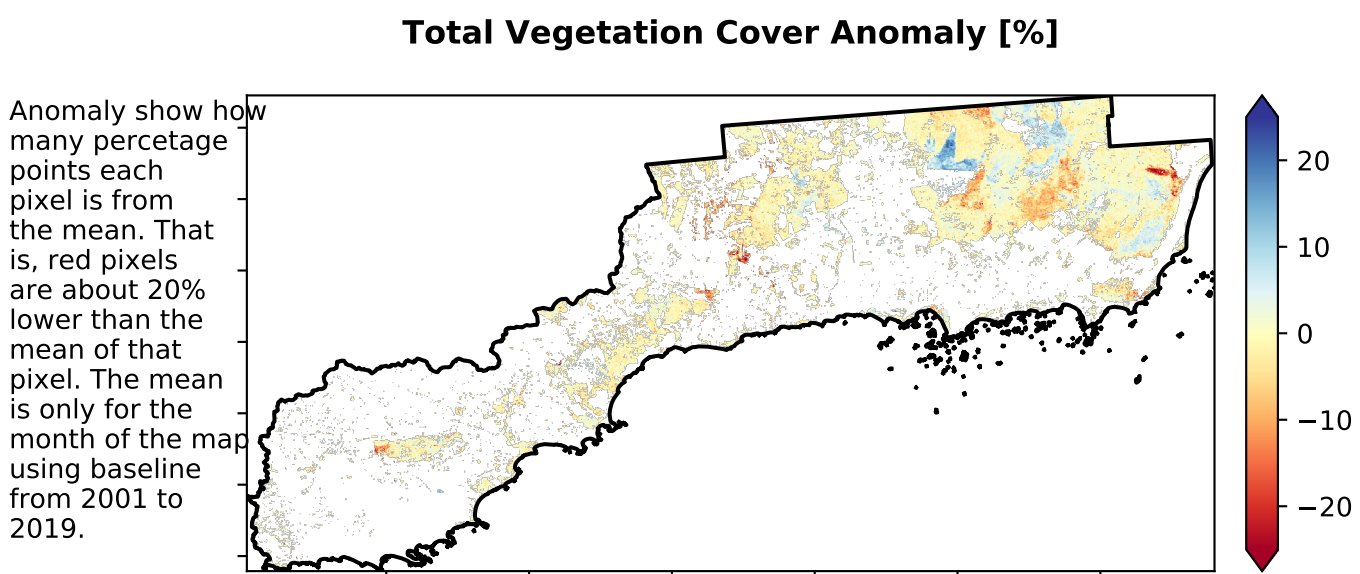 Total Vegetation Cover Anomaly [%]
Anomaly show how
many percetage
points each
pixel is from
the mean. That
is, red pixels
are about 20%
lower than the
mean of that
pixel. The mean
is only for the
month of the map
using baseline
from 2001 to
2019.
20
10
0
−10
−20